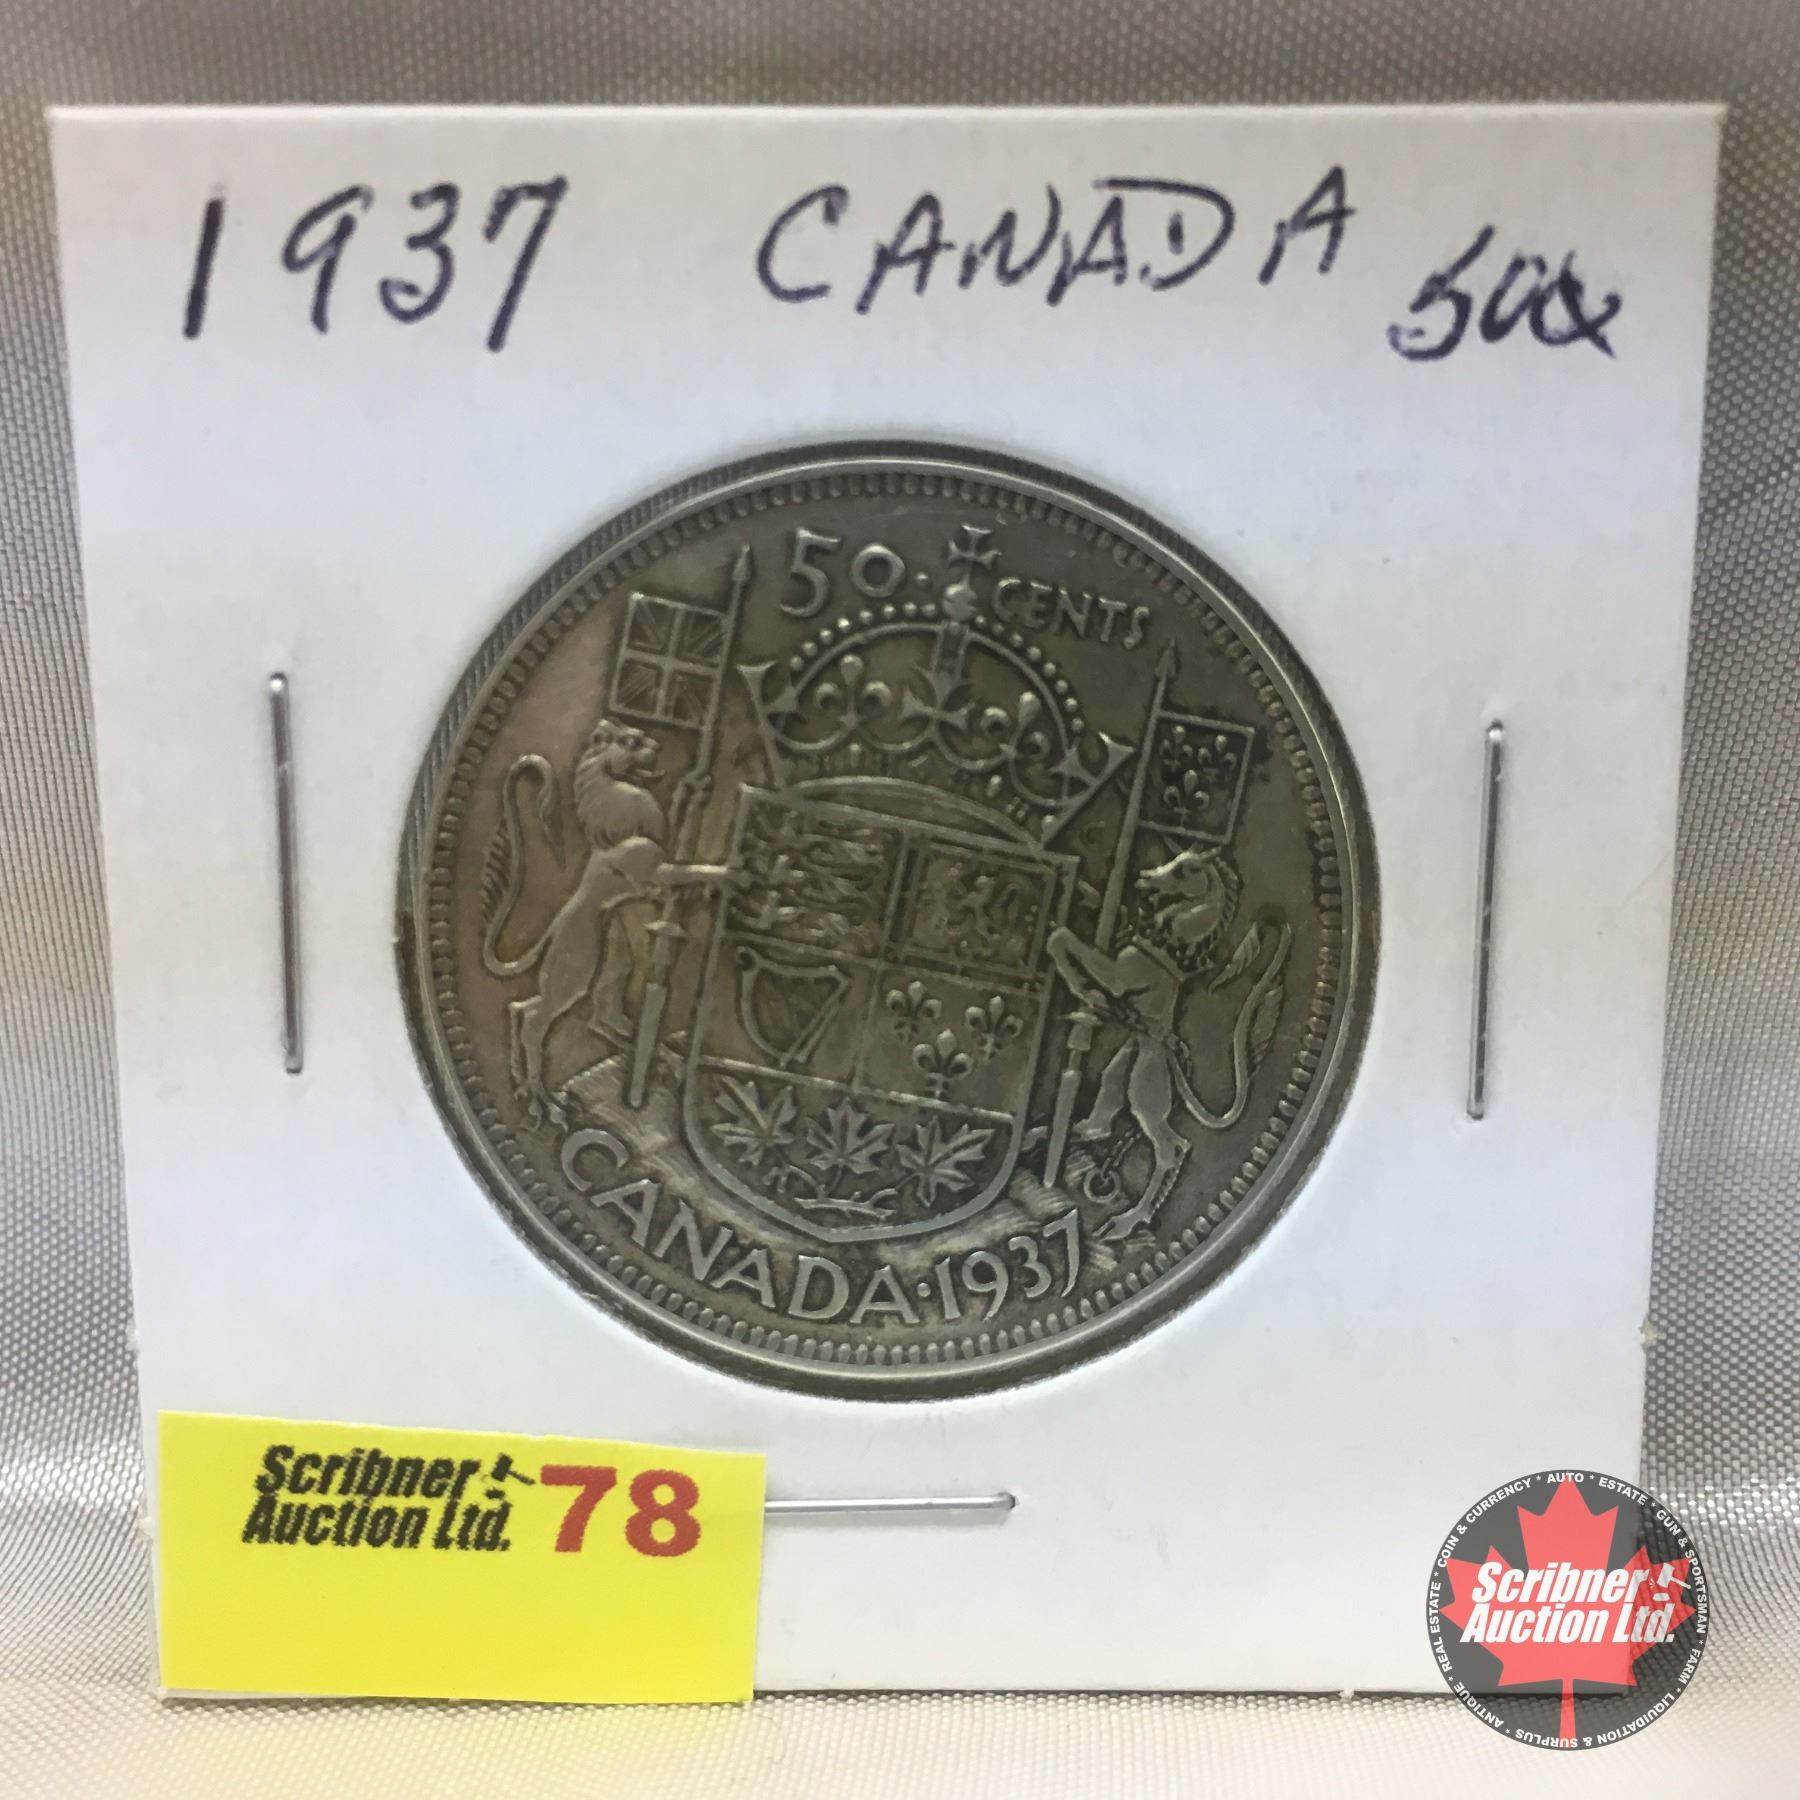 1937 CANADA 50¢
50· CENTS
CANADA·1937
Scribner
Auction Ltd. 78
Scribner
Auction Ltd.
* REAL ESTATE * COIN & CURRENCY * AUTO * ESTATE * GUN & SPORTSMAN * FARM * LIQUIDATION & SURPLUS * ANTIQUE